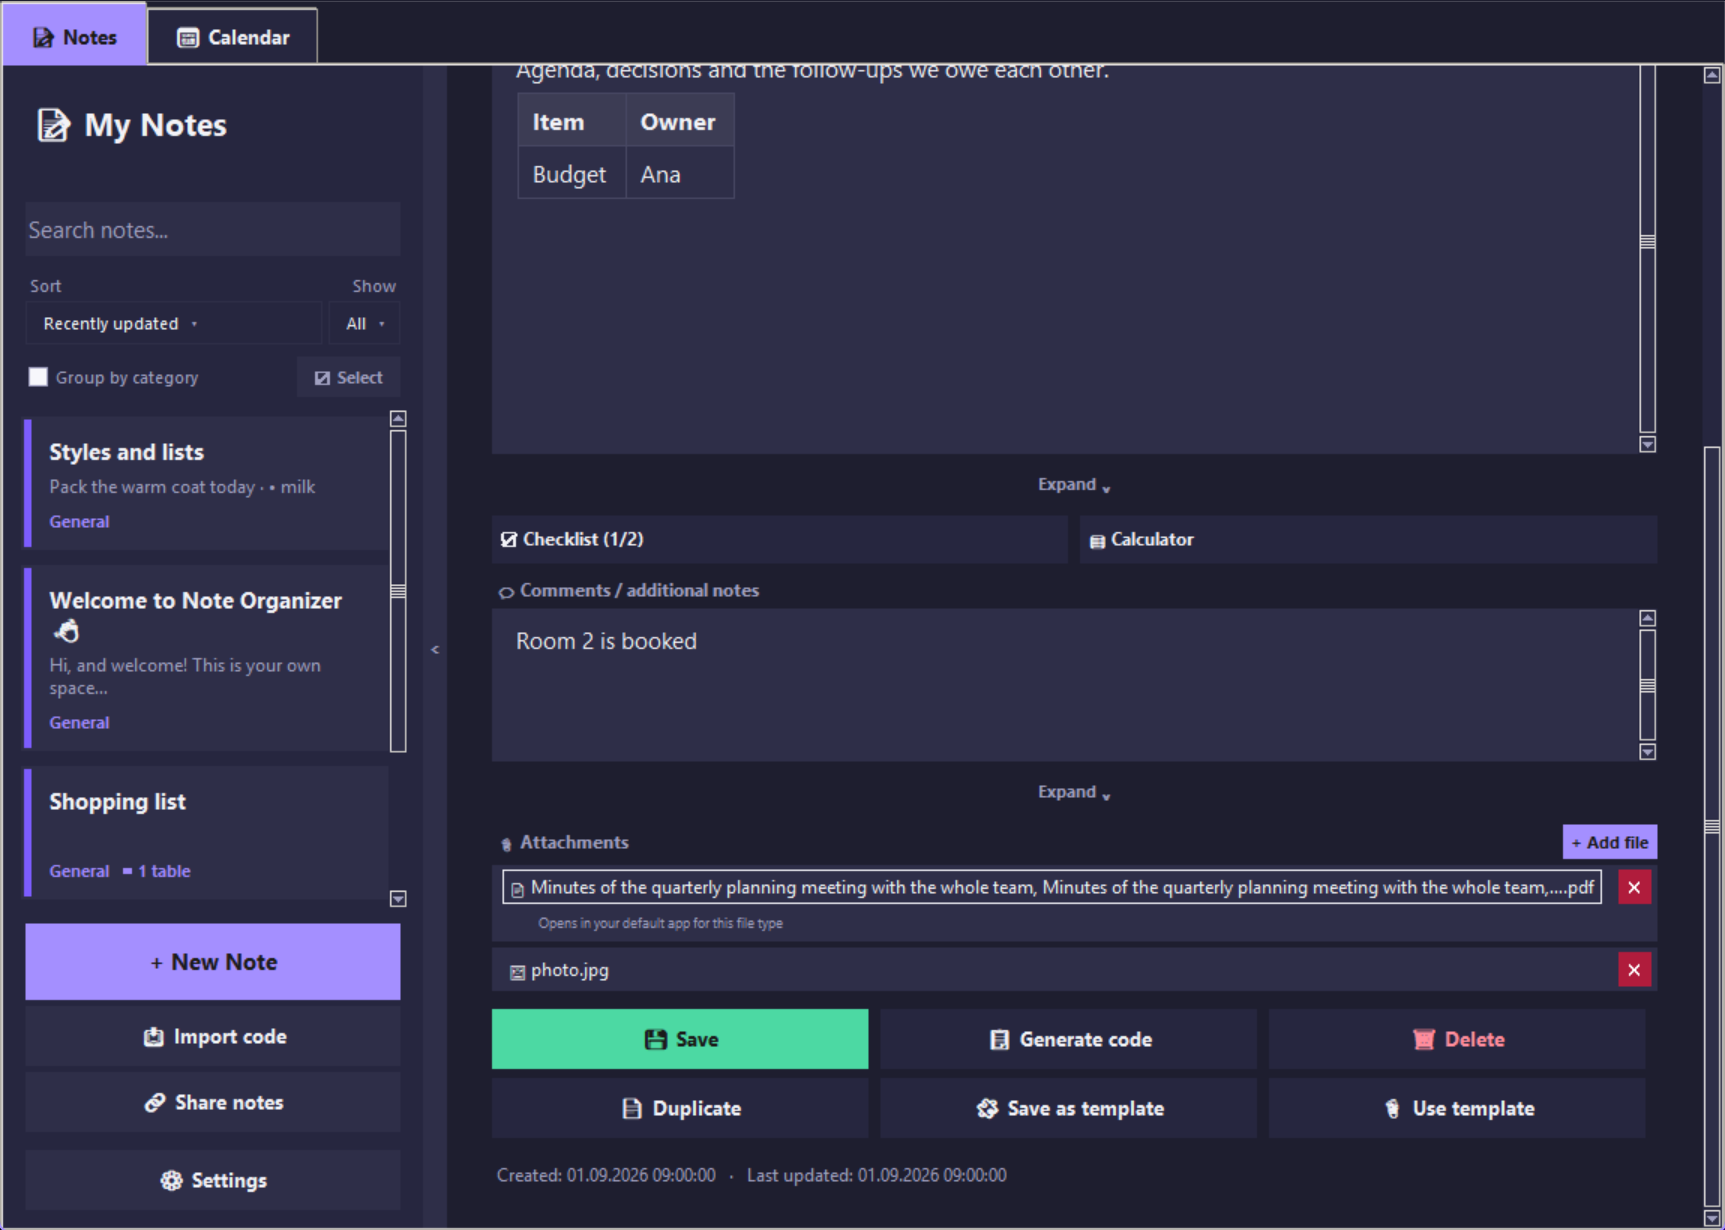 Notes
Calendar
My Notes
Search notes...
Sort
Show
Recently updated
All
Group by category
Select
Styles and lists
Pack the warm coat today · • milk
General
Welcome to Note Organizer
Hi, and welcome! This is your own
space...
General
Shopping list
General
1 table
+ New Note
Import code
Share notes
Settings
<
Agenda, decisions and the follow-ups we owe each other.
Item Owner
Budget Ana
Expand
Checklist (1/2)
Calculator
Comments / additional notes
Room 2 is booked
Expand
Attachments
+ Add file
Minutes of the quarterly planning meeting with the whole team, Minutes of the quarterly planning meeting with the whole team,....pdf
Opens in your default app for this file type
photo.jpg
Save
Generate code
Delete
Duplicate
Save as template
Use template
Created: 01.09.2026 09:00:00 · Last updated: 01.09.2026 09:00:00